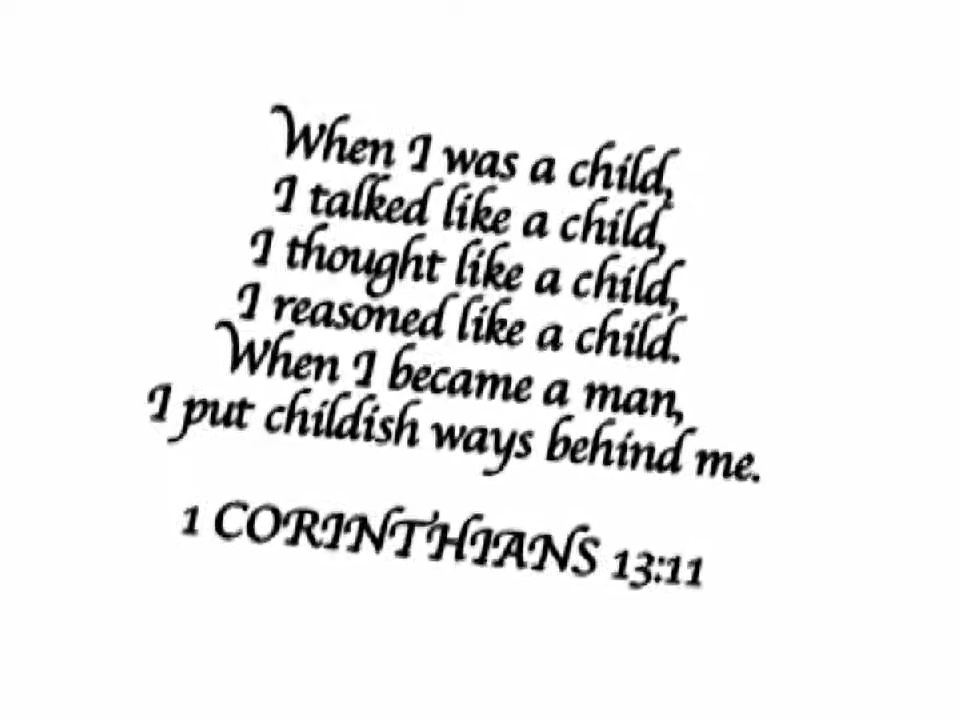 When I was a child,
I talked like a child,
I thought like a child,
I reasoned like a child.
When I became a man,
I put childish ways behind me.
1 CORINTHIANS 13:11